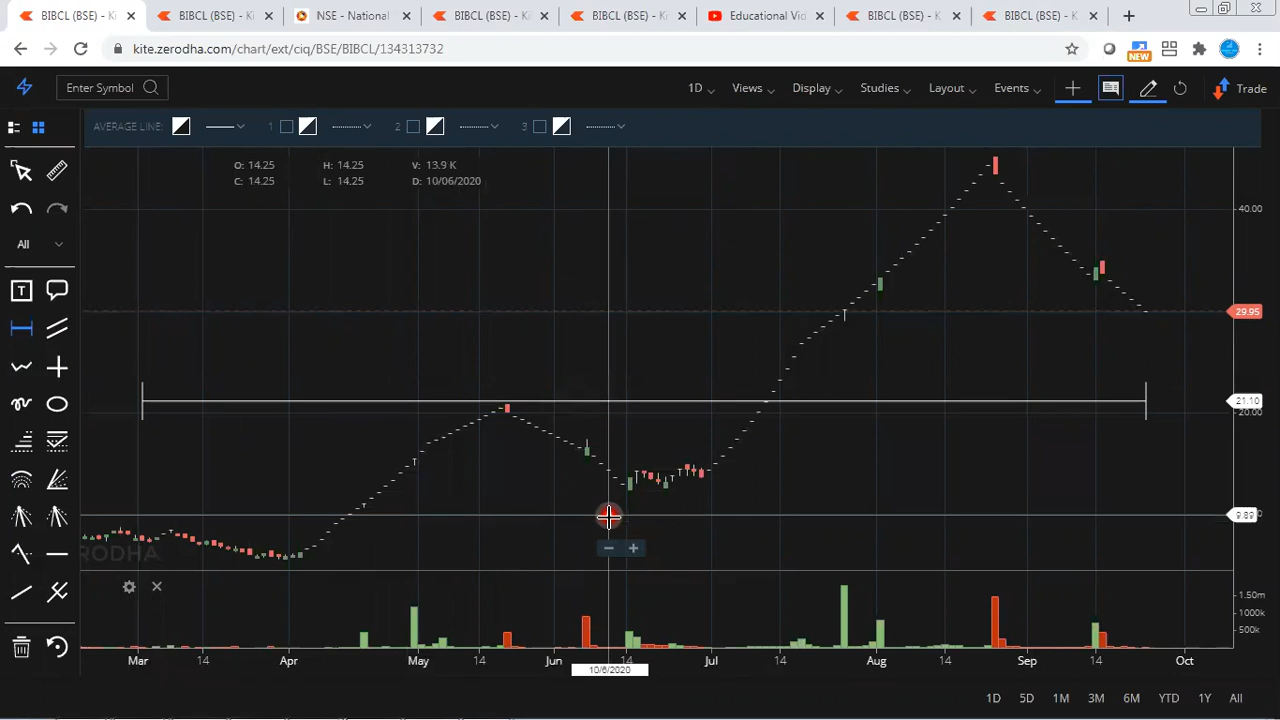 BIBCL (BSE) - Ki
BIBCL (BSE) - Ki
NSE - National
BIBCL (BSE) - Ki
BIBCL (BSE) - Ki
Educational Vi
BIBCL (BSE) - K
BIBCL (BSE) - K
kite.zerodha.com/chart/ext/ciq/BSE/BIBCL/134313732
NEW
Enter Symbol
1D Views Display Studies Layout Events Trade
AVERAGE LINE: 1 2 3
O: 14.25 H: 14.25 V: 13.9 K
C: 14.25 L: 14.25 D: 10/06/2020
40.00
All
T
29.95
21.10
20.00
RODHA
1.50m
1000k
500k
Mar 14 Apr May 14 Jun 14 Jul 14 Aug 14 Sep 14 Oct
10/6/2020
1D 5D 1M 3M 6M YTD 1Y All